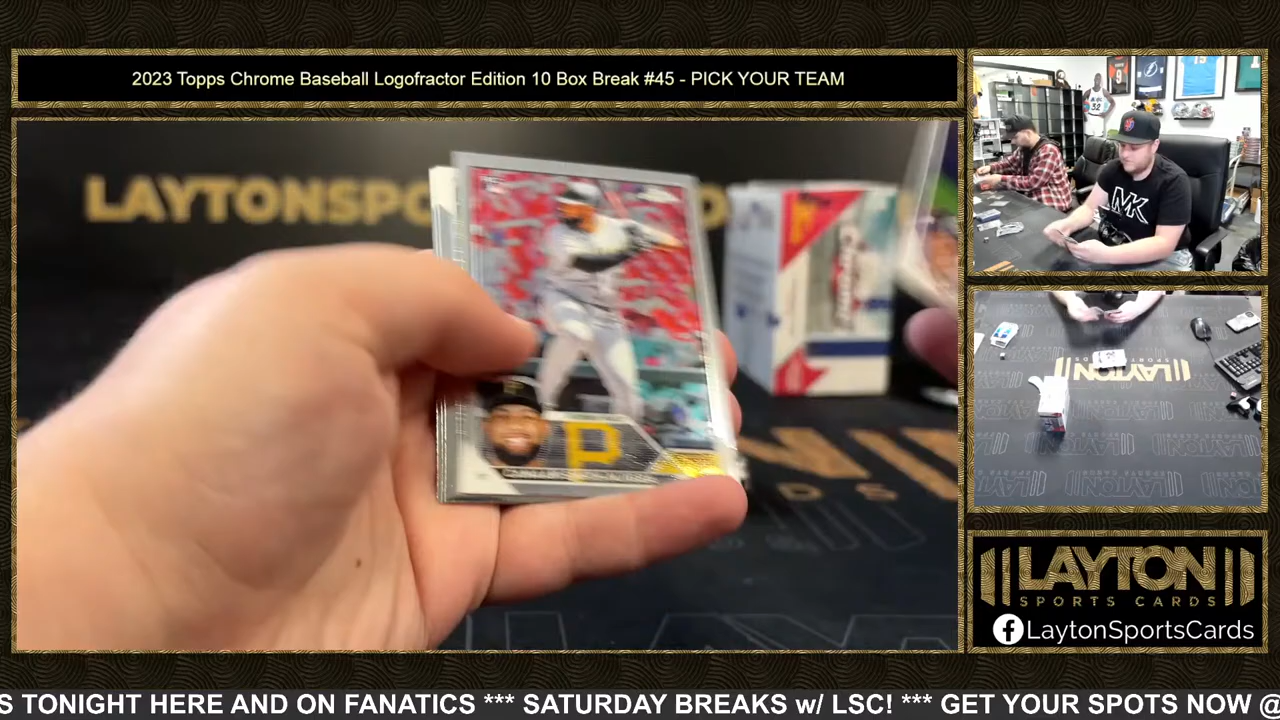 2023 Topps Chrome Baseball Logofractor Edition 10 Box Break #45 - PICK YOUR TEAM
LAYTONSPO
P
LAYTON
SPORTS CARDS
LaytonSportsCards
S TONIGHT HERE AND ON FANATICS *** SATURDAY BREAKS w/ LSC! *** GET YOUR SPOTS NOW @